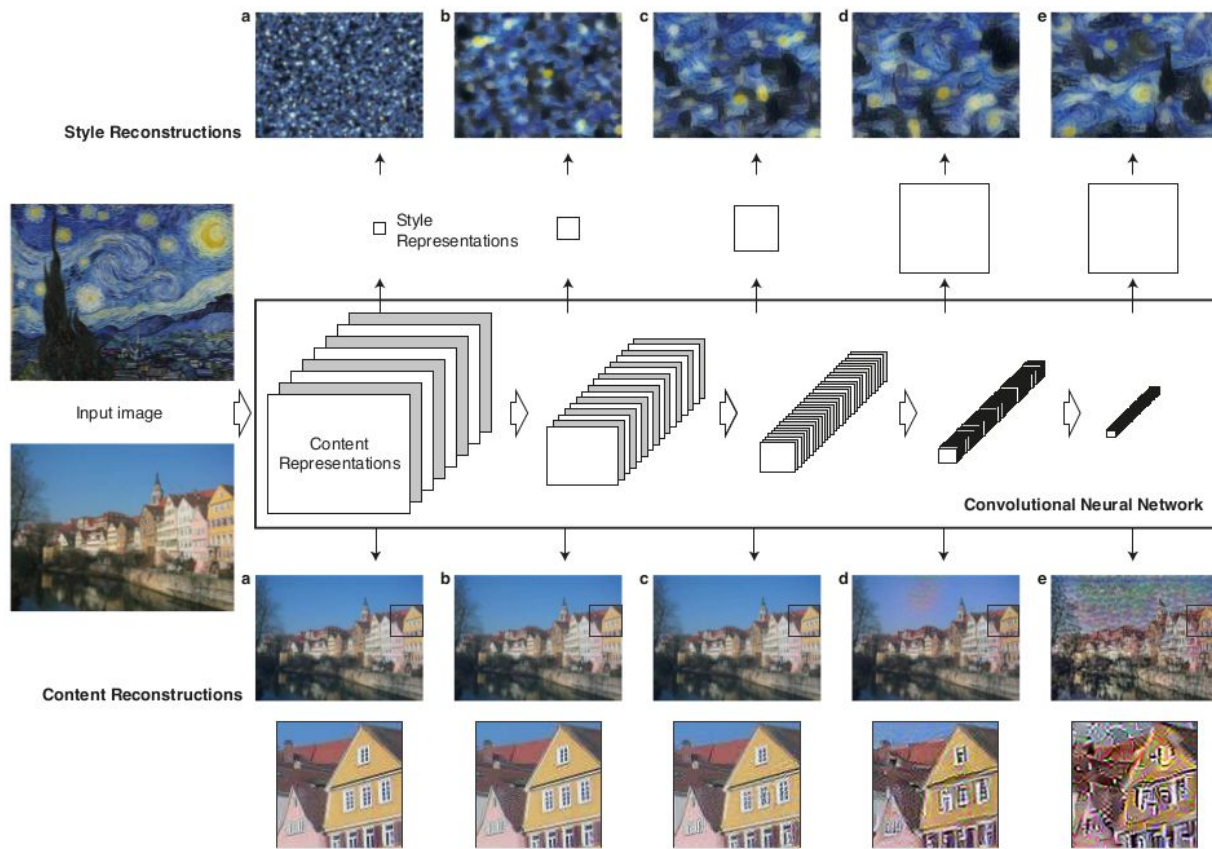 a
b
c
d
e
Style Reconstructions
Style
Representations
Input image
Content
Representations
Convolutional Neural Network
a
b
c
d
e
Content Reconstructions